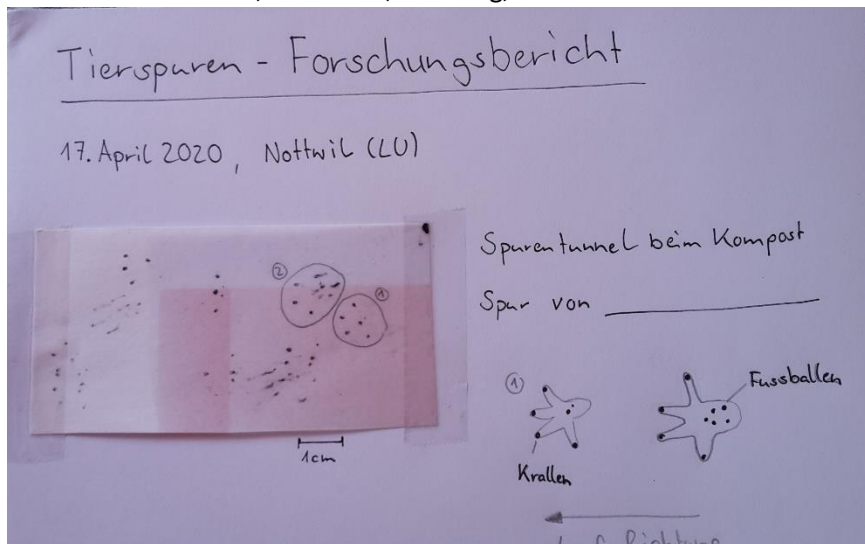 Tierspuren - Forschungsbericht
17. April 2020, Nottwil (LU)
Spurentunnel beim Kompost
Spur von
②
①
1cm
①
Fussballen
Krallen